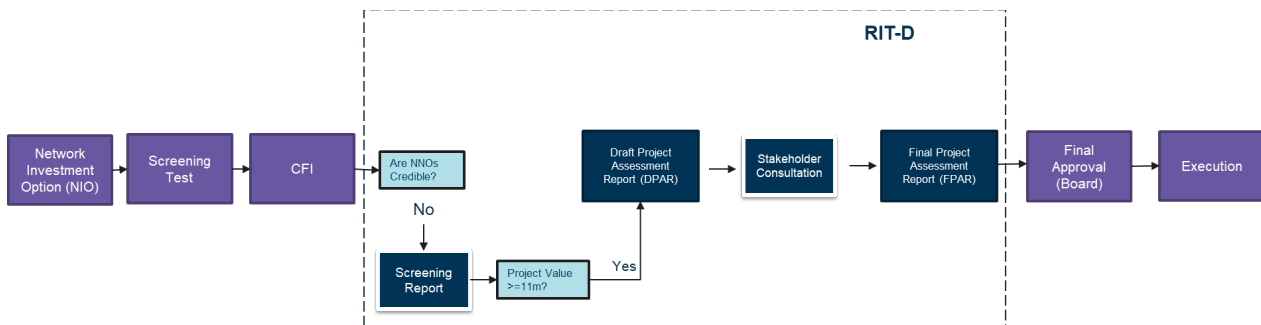 RIT-D
Network
Investment
Option (NIO)
Screening
Test
CFI
Are NNOs
Credible?
No
Screening
Report
Project Value
>=11m?
Yes
Draft Project
Assessment
Report (DPAR)
Stakeholder
Consultation
Final Project
Assessment
Report (FPAR)
Final
Approval
(Board)
Execution